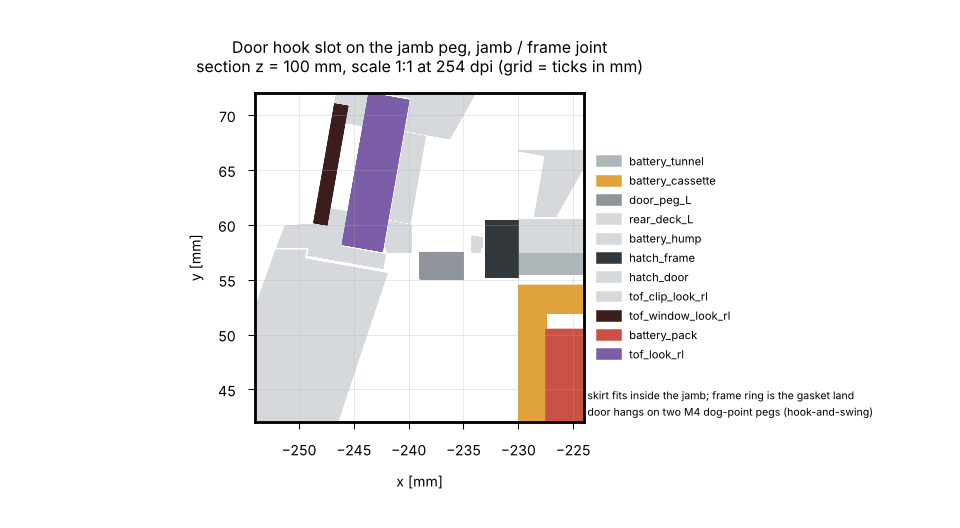 Door hook slot on the jamb peg, jamb / frame joint
section z = 100 mm, scale 1:1 at 254 dpi (grid = ticks in mm)
70
65
60
55
50
45
y [mm]
−250
−245
−240
−235
−230
−225
x [mm]
battery_tunnel
battery_cassette
door_peg_L
rear_deck_L
battery_hump
hatch_frame
hatch_door
tof_clip_look_rl
tof_window_look_rl
battery_pack
tof_look_rl
skirt fits inside the jamb; frame ring is the gasket land
door hangs on two M4 dog-point pegs (hook-and-swing)